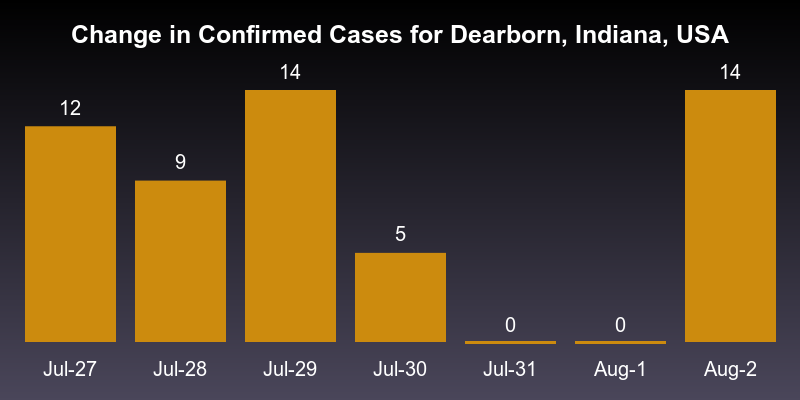 Change in Confirmed Cases for Dearborn, Indiana, USA
12
9
14
5
0
0
14
Jul-27
Jul-28
Jul-29
Jul-30
Jul-31
Aug-1
Aug-2